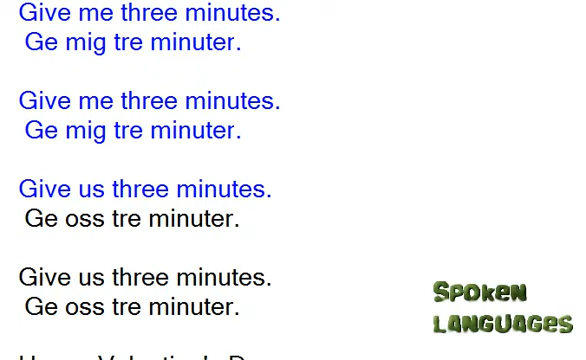 Give me three minutes.
Ge mig tre minuter.
Give me three minutes.
Ge mig tre minuter.
Give us three minutes.
Ge oss tre minuter.
Give us three minutes.
Ge oss tre minuter.
Spoken
Languages